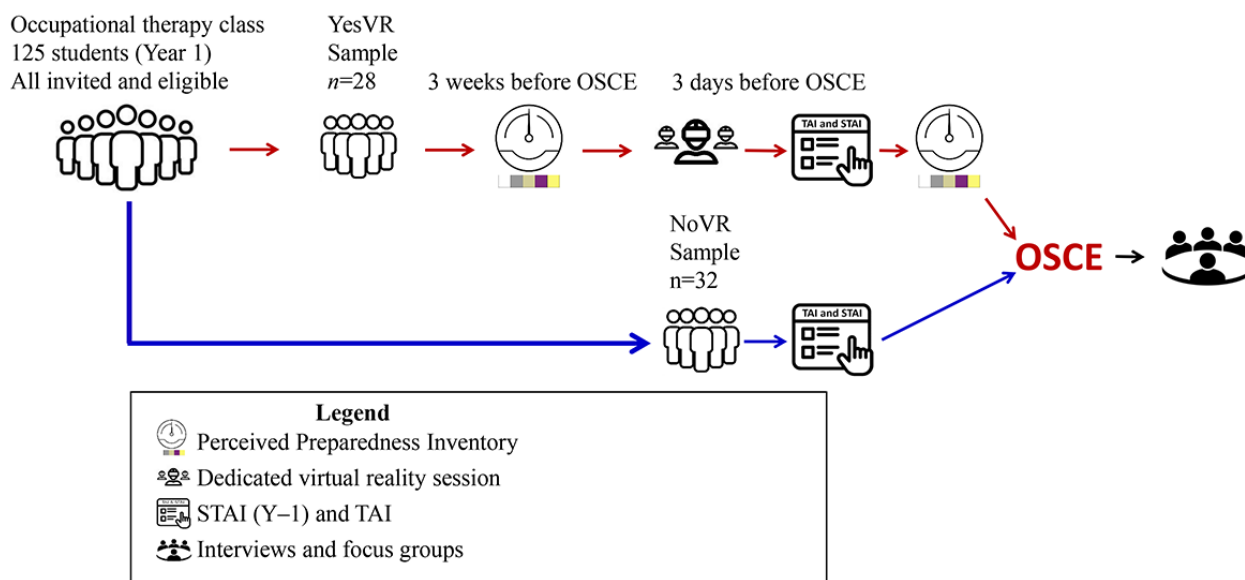 Occupational therapy class
125 students (Year 1)
All invited and eligible
YesVR
Sample
n=28
3 weeks before OSCE
3 days before OSCE
TAI and STAI
NoVR
Sample
n=32
TAI and STAI
OSCE
Legend
Perceived Preparedness Inventory
Dedicated virtual reality session
TAI & STAI
STAI (Y–1) and TAI
Interviews and focus groups